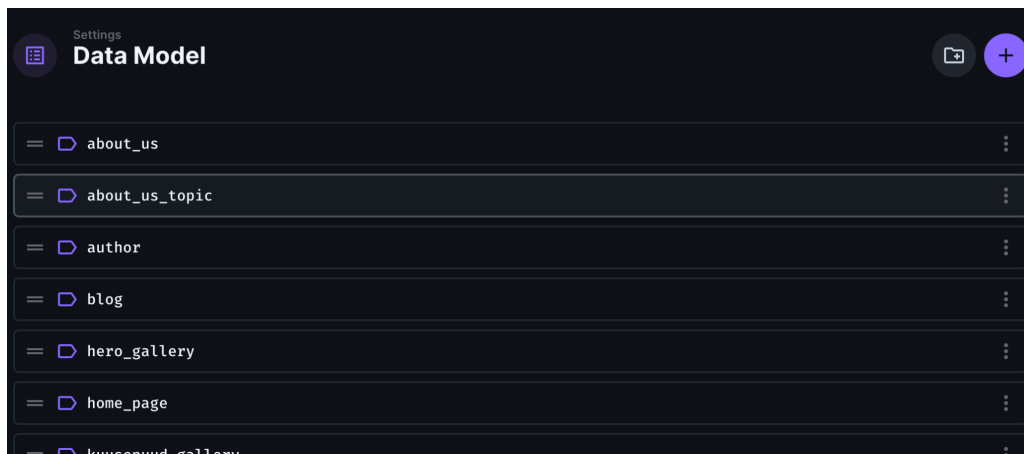 Settings
Data Model
about_us
about_us_topic
author
blog
hero_gallery
home_page